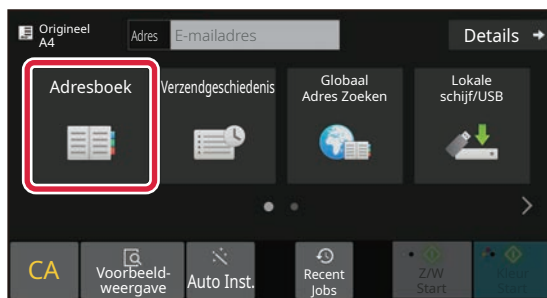 Origineel
A4
Adres
E-mailadres
Details
Adresboek
Verzendgeschiedenis
Globaal
Adres Zoeken
Lokale
schijf/USB
CA
Voorbeeld-
weergave
Auto Inst.
Recent
Jobs
Z/W
Start
Kleur
Start